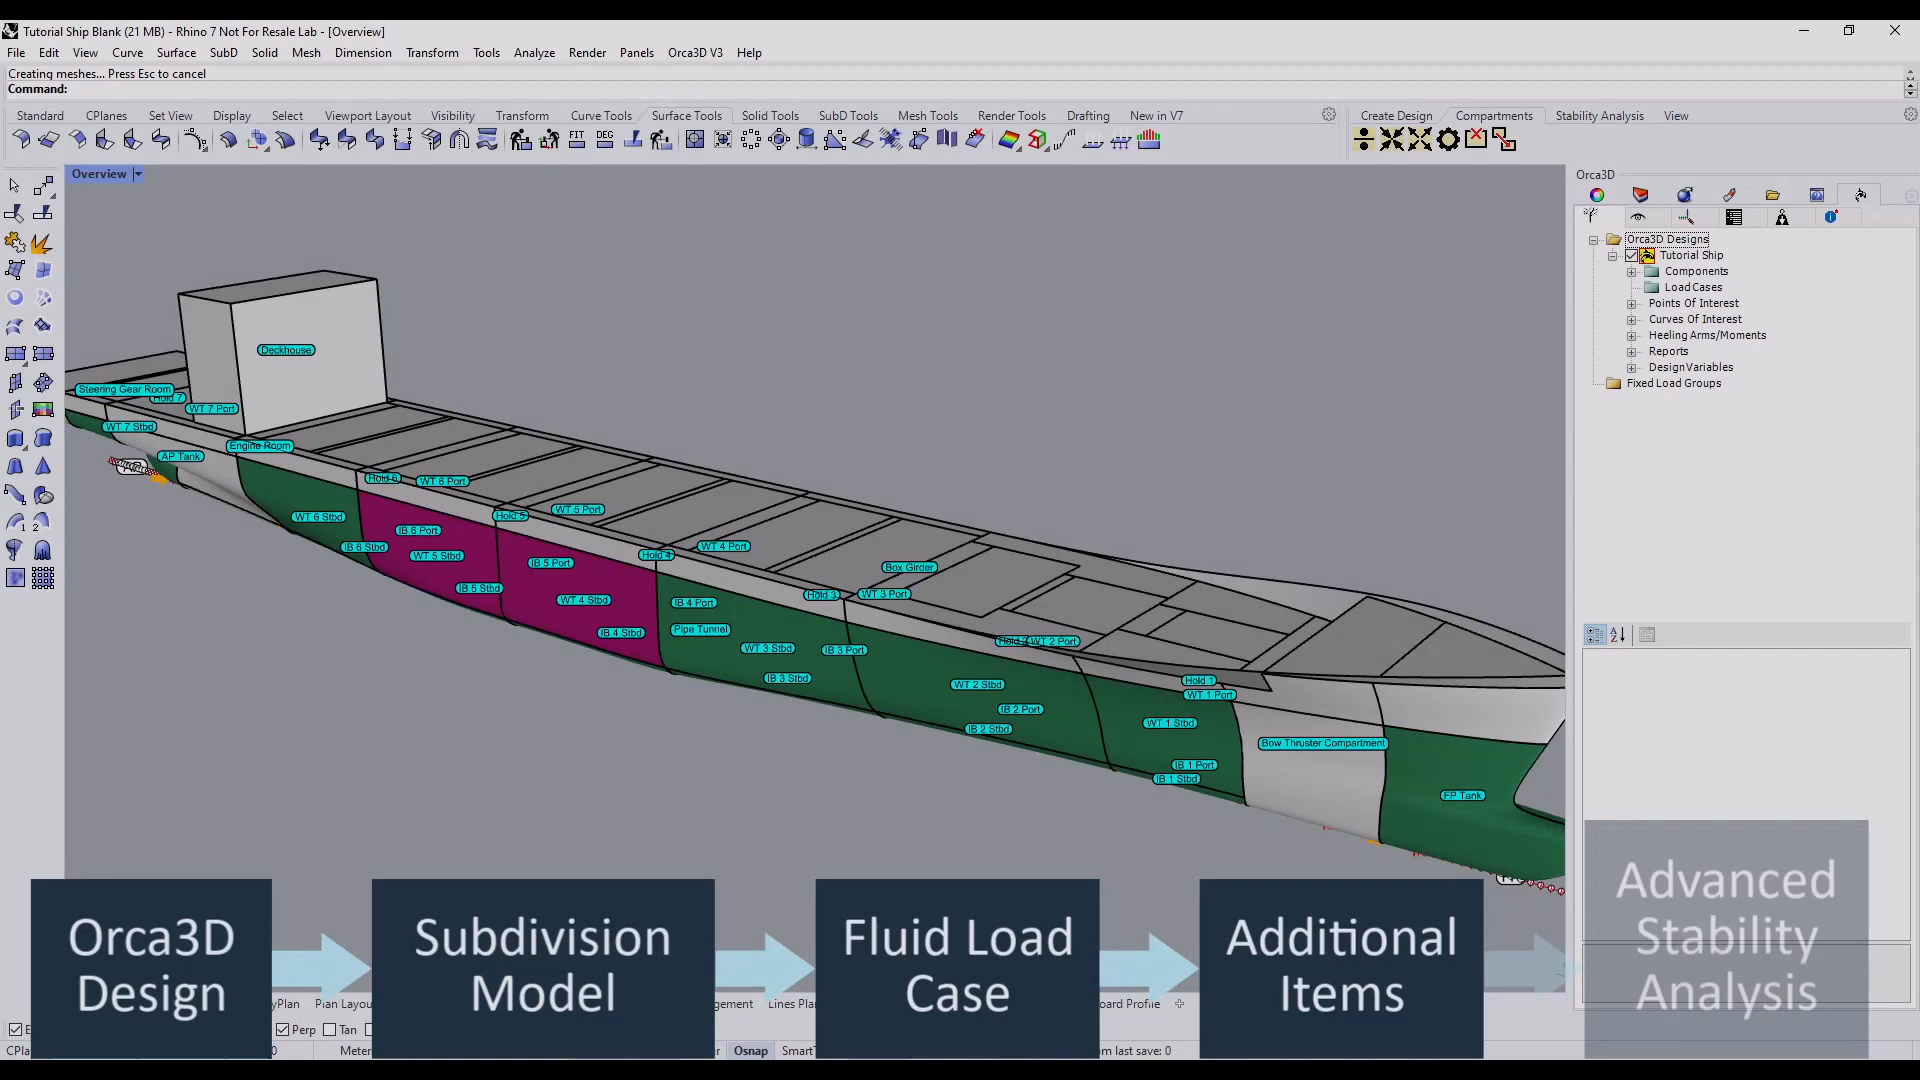 Tutorial Ship Blank (21 MB) - Rhino 7 Not For Resale Lab - [Overview]
File Edit View Curve Surface SubD Solid Mesh Dimension Transform Tools Analyze Render Panels Orca3D V3 Help
Creating meshes... Press Esc to cancel
Command:
Standard CPlanes Set View Display Select Viewport Layout Visibility Transform Curve Tools Surface Tools Solid Tools SubD Tools Mesh Tools Render Tools Drafting New in V7
Create Design Compartments Stability Analysis View
FIT DEG
Overview
Orca3D
Orca3D Designs
Tutorial Ship
Components
Load Cases
Points Of Interest
Curves Of Interest
Heeling Arms/Moments
Reports
Design Variables
Fixed Load Groups
Deckhouse
Steering Gear Room
Hold 7
WT 7 Port
WT 7 Stbd
Engine Room
AP Tank
Hold 6
WT 6 Port
WT 6 Stbd
IB 6 Port
IB 6 Stbd
WT 5 Stbd
Hold 5
WT 5 Port
IB 5 Port
IB 5 Stbd
WT 4 Stbd
Hold 4
WT 4 Port
IB 4 Port
IB 4 Stbd
Pipe Tunnel
Box Girder
Hold 3
WT 3 Port
WT 3 Stbd
IB 3 Port
IB 3 Stbd
WT 2 Port
WT 2 Stbd
IB 2 Port
IB 2 Stbd
Hold 1
WT 1 Port
WT 1 Stbd
IB 1 Port
IB 1 Stbd
Bow Thruster Compartment
FP Tank
Orca3D
Design
Subdivision
Model
Fluid Load
Case
Additional
Items
Advanced
Stability
Analysis
Perp Tan
Osnap